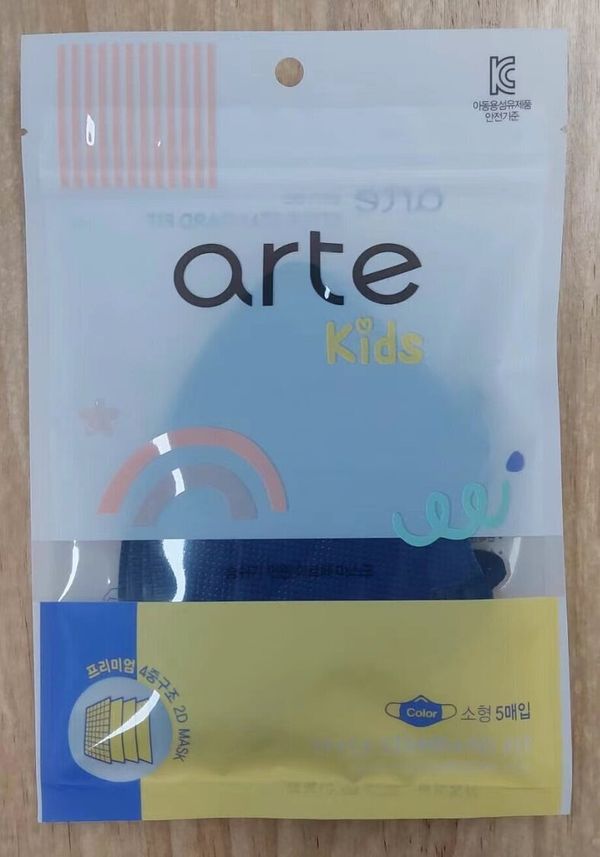 KC
아동용섬유제품
안전기준
arte
Kids
프리미엄 4중구조 2D MASK
Color 소형 5매입